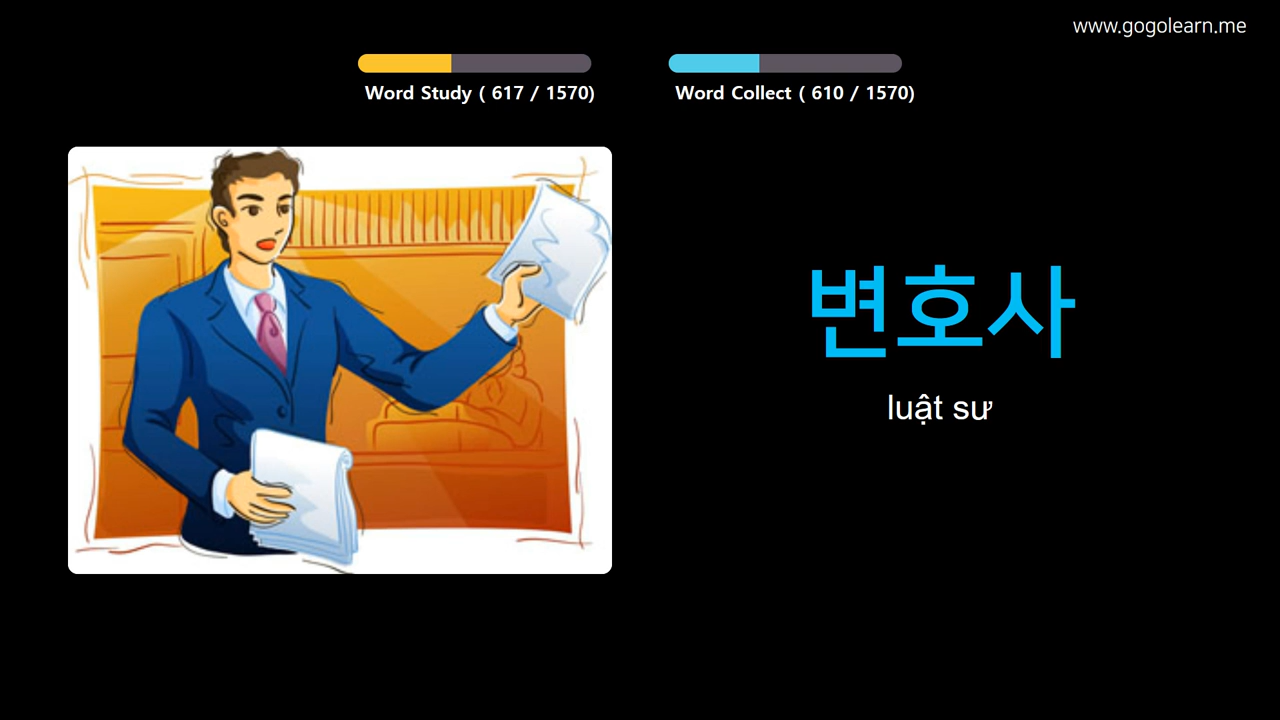 www.gogolearn.me
Word Study ( 617 / 1570)
Word Collect ( 610 / 1570)
변호사
luật sư